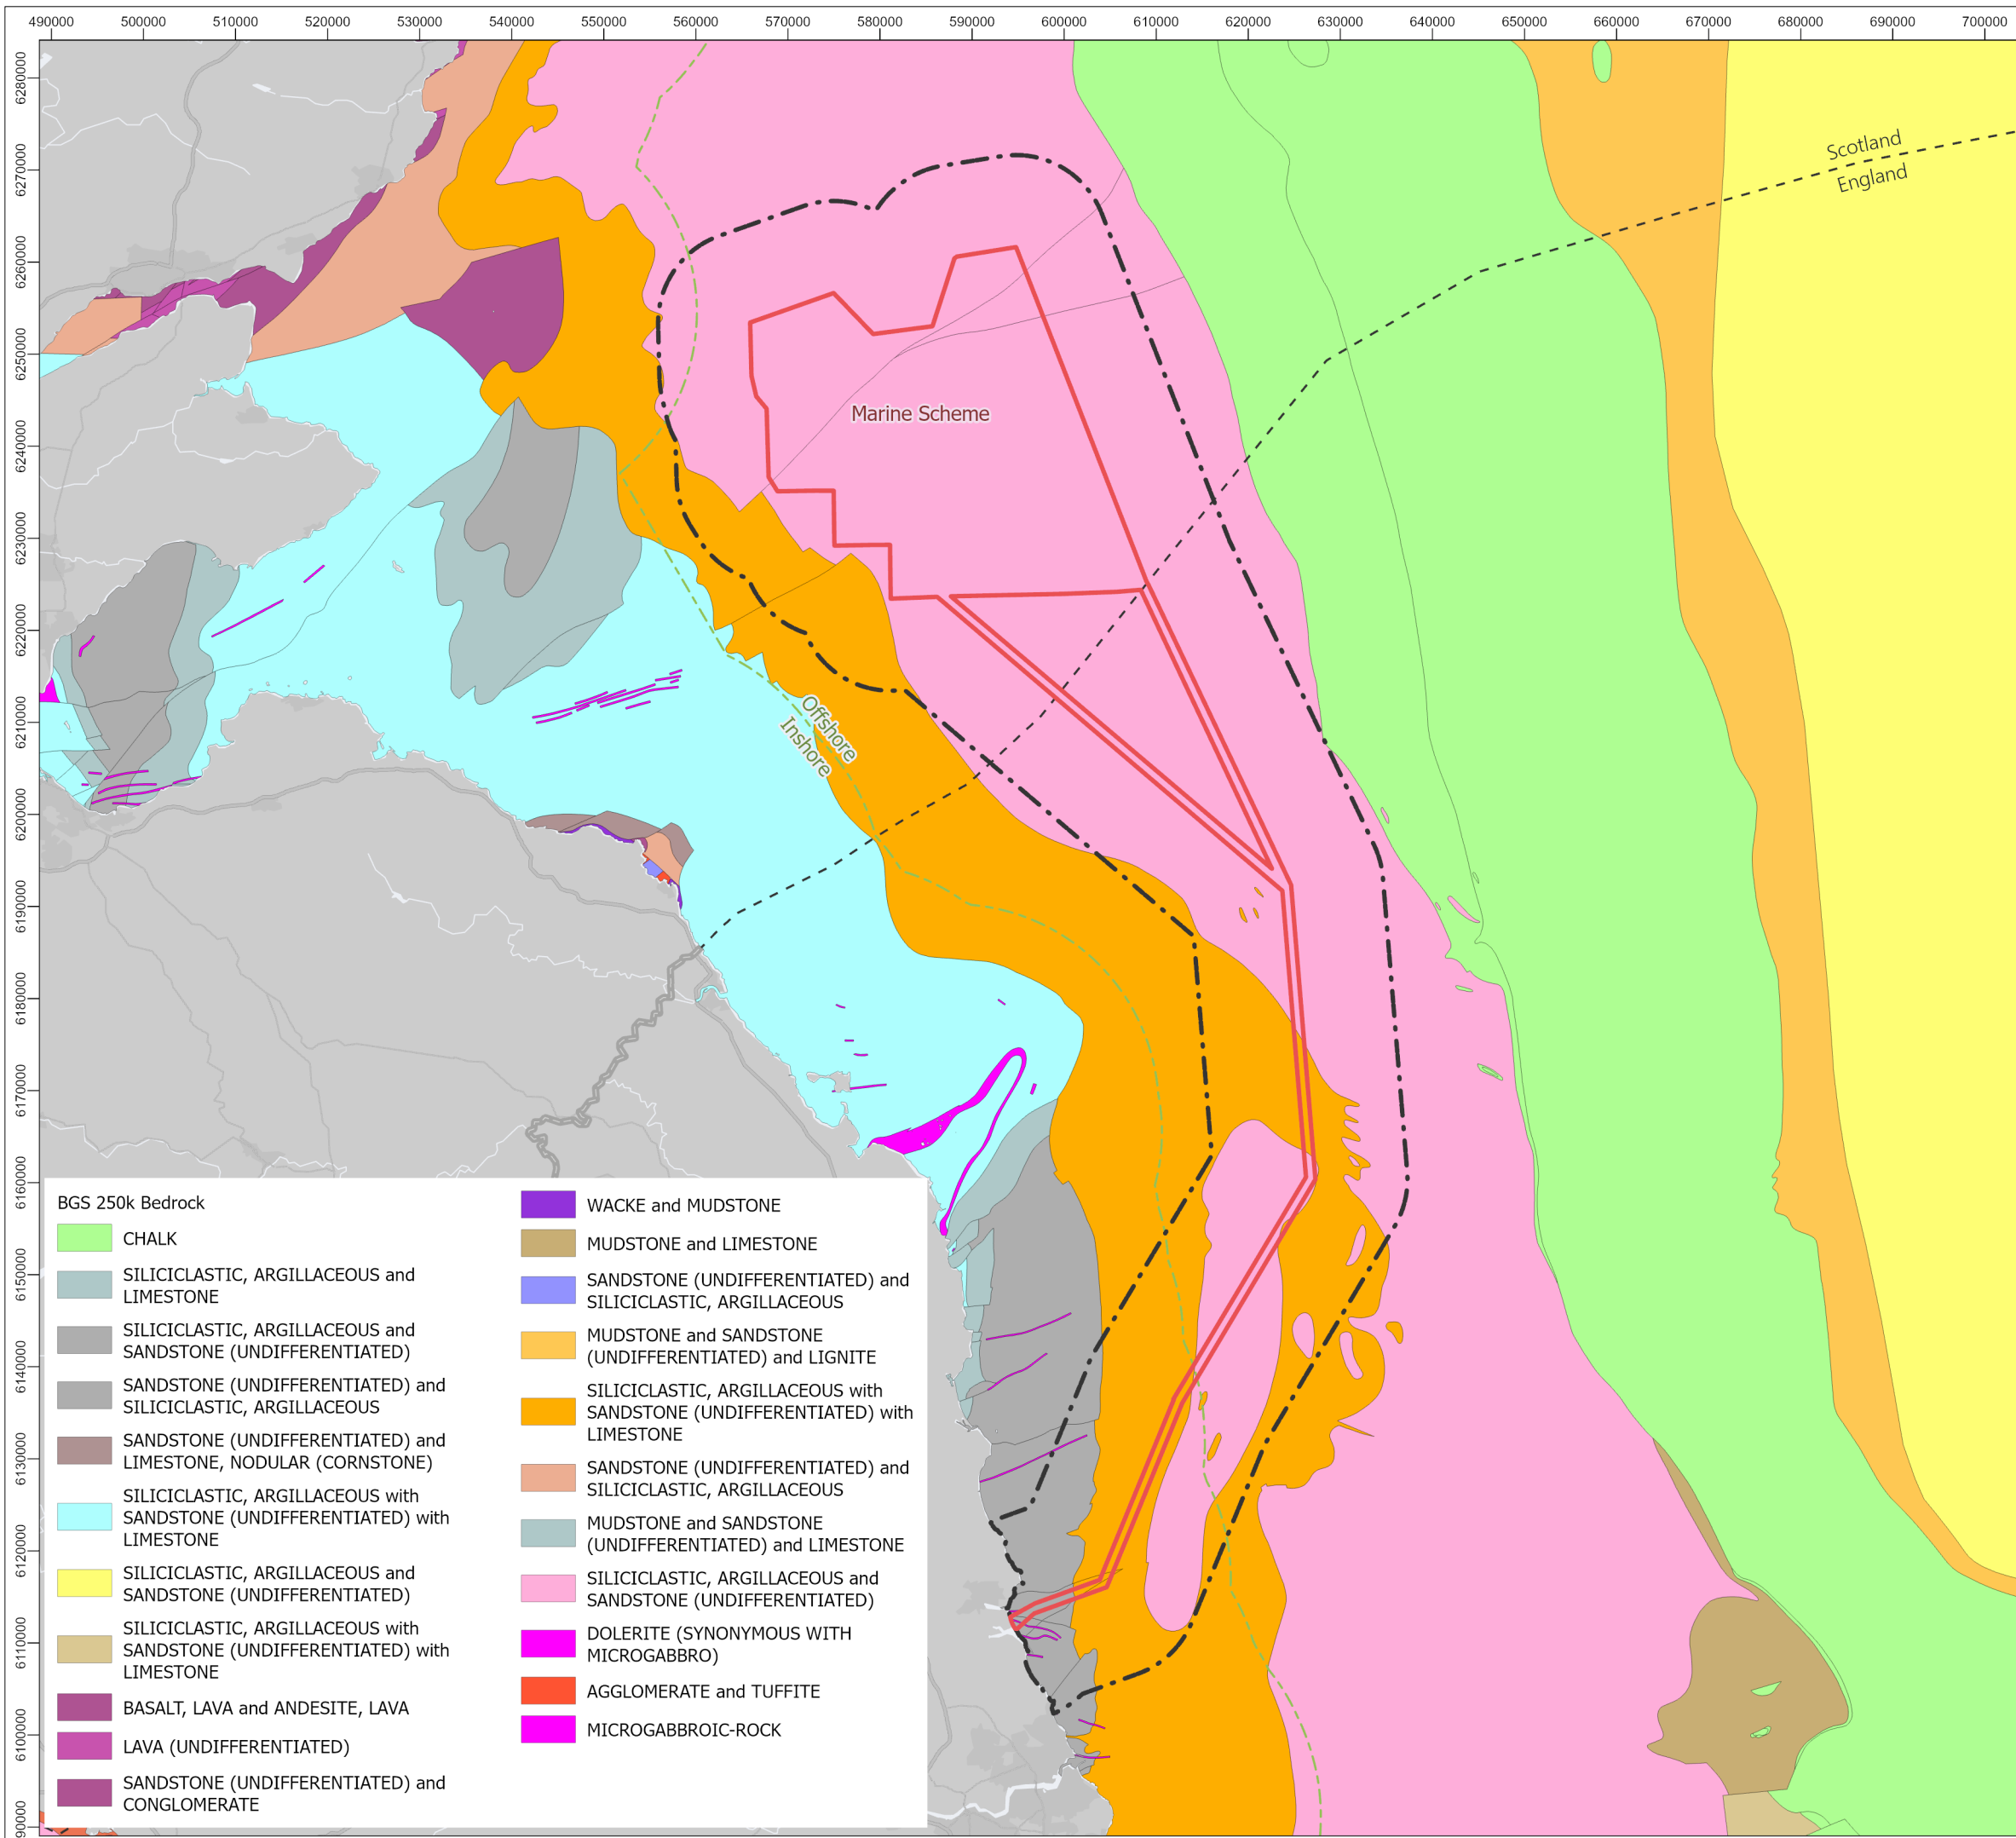 490000 500000 510000 520000 530000 540000 550000 560000 570000 580000 590000 600000 610000 620000 630000 640000 650000 660000 670000 680000 690000 700000
6280000
6270000
6260000
6250000
6240000
6230000
6220000
6210000
6200000
6190000
6180000
6170000
6160000
6150000
6140000
6130000
6120000
6110000
6100000
90000
Scotland
England
Marine Scheme
Offshore
Inshore
BGS 250k Bedrock
CHALK
SILICICLASTIC, ARGILLACEOUS and
LIMESTONE
SILICICLASTIC, ARGILLACEOUS and
SANDSTONE (UNDIFFERENTIATED)
SANDSTONE (UNDIFFERENTIATED) and
SILICICLASTIC, ARGILLACEOUS
SANDSTONE (UNDIFFERENTIATED) and
LIMESTONE, NODULAR (CORNSTONE)
SILICICLASTIC, ARGILLACEOUS with
SANDSTONE (UNDIFFERENTIATED) with
LIMESTONE
SILICICLASTIC, ARGILLACEOUS and
SANDSTONE (UNDIFFERENTIATED)
SILICICLASTIC, ARGILLACEOUS with
SANDSTONE (UNDIFFERENTIATED) with
LIMESTONE
BASALT, LAVA and ANDESITE, LAVA
LAVA (UNDIFFERENTIATED)
SANDSTONE (UNDIFFERENTIATED) and
CONGLOMERATE
WACKE and MUDSTONE
MUDSTONE and LIMESTONE
SANDSTONE (UNDIFFERENTIATED) and
SILICICLASTIC, ARGILLACEOUS
MUDSTONE and SANDSTONE
(UNDIFFERENTIATED) and LIGNITE
SILICICLASTIC, ARGILLACEOUS with
SANDSTONE (UNDIFFERENTIATED) with
LIMESTONE
SANDSTONE (UNDIFFERENTIATED) and
SILICICLASTIC, ARGILLACEOUS
MUDSTONE and SANDSTONE
(UNDIFFERENTIATED) and LIMESTONE
SILICICLASTIC, ARGILLACEOUS and
SANDSTONE (UNDIFFERENTIATED)
DOLERITE (SYNONYMOUS WITH
MICROGABBRO)
AGGLOMERATE and TUFFITE
MICROGABBROIC-ROCK